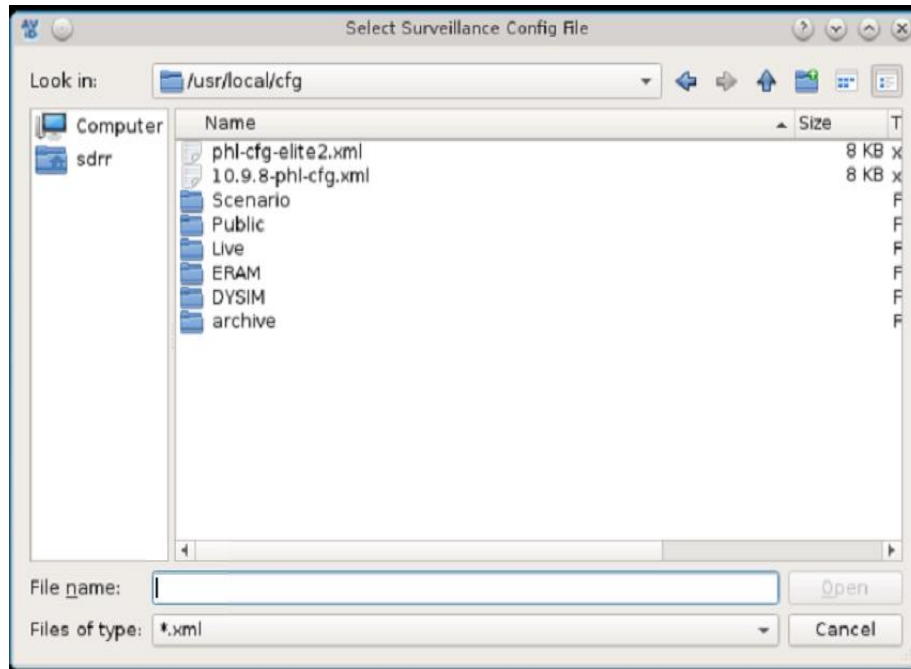 Select Surveillance Config File
Look in: /usr/local/cfg
Computer
sdrr
Name Size T
phl-cfg-elite2.xml 8 KB x
10.9.8-phl-cfg.xml 8 KB x
Scenario F
Public F
Live F
ERAM F
DYSIM F
archive F
File name: Open
Files of type: *.xml Cancel